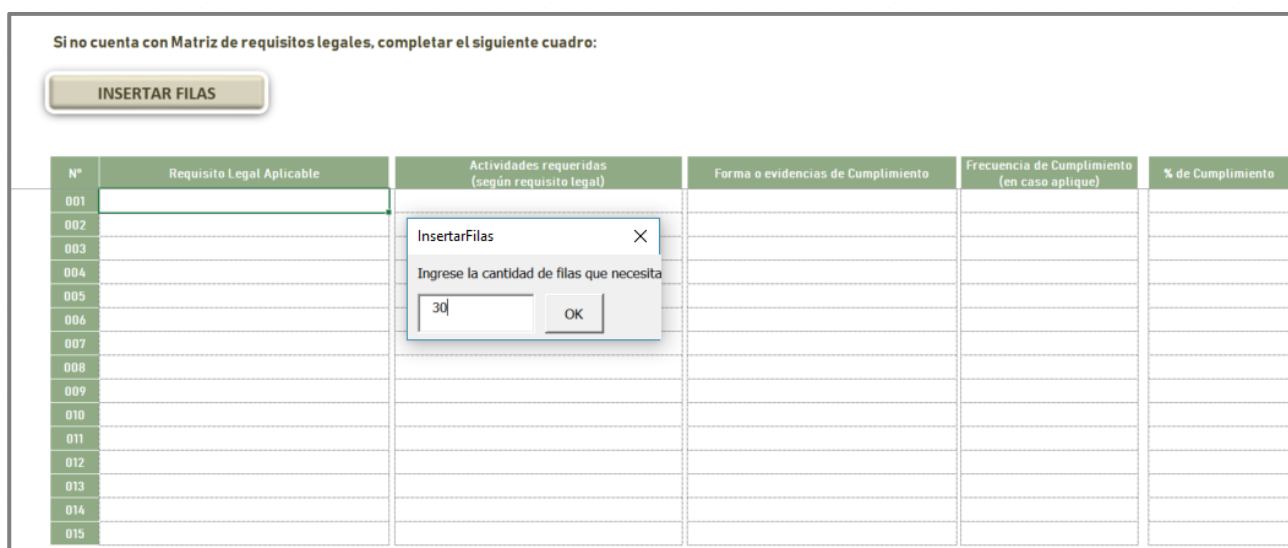 Si no cuenta con Matriz de requisitos legales, completar el siguiente cuadro:
INSERTAR FILAS
N°
Requisito Legal Aplicable
Actividades requeridas
(según requisito legal)
Forma o evidencias de Cumplimiento
Frecuencia de Cumplimiento
(en caso aplique)
% de Cumplimiento
001
002
003
004
005
006
007
008
009
010
011
012
013
014
015
InsertarFilas
Ingrese la cantidad de filas que necesita
30
OK